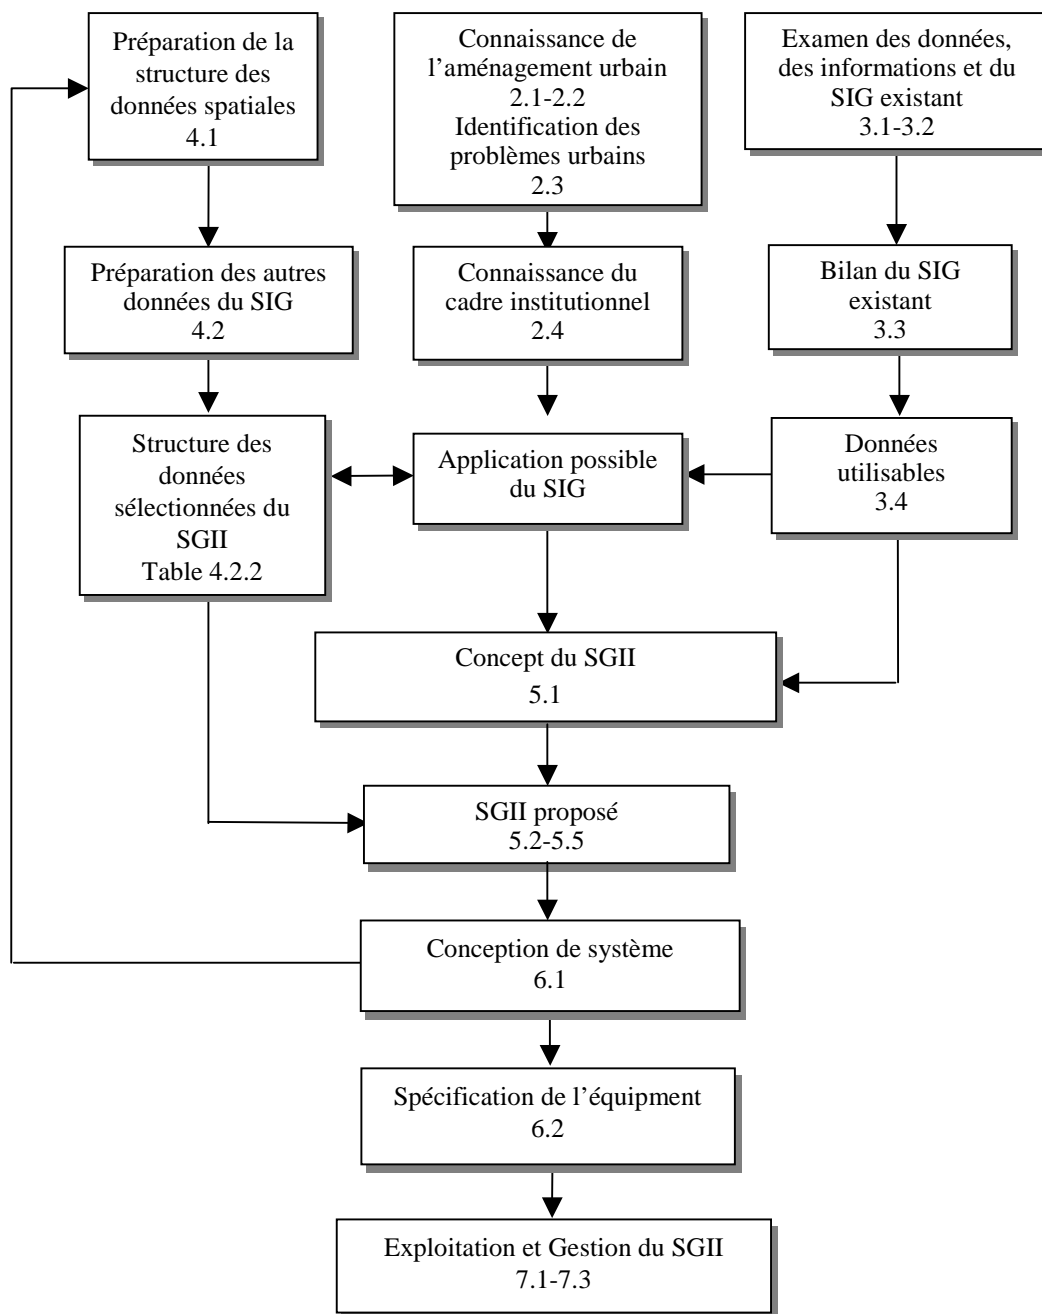 Préparation de la
structure des
données spatiales
4.1
Connaissance de
l’aménagement urbain
2.1-2.2
Identification des
problèmes urbains
2.3
Examen des données,
des informations et du
SIG existant
3.1-3.2
Préparation des autres
données du SIG
4.2
Connaissance du
cadre institutionnel
2.4
Bilan du SIG
existant
3.3
Structure des
données
sélectionnées du
SGII
Table 4.2.2
Application possible
du SIG
Données
utilisables
3.4
Concept du SGII
5.1
SGII proposé
5.2-5.5
Conception de système
6.1
Spécification de l’équipment
6.2
Exploitation et Gestion du SGII
7.1-7.3